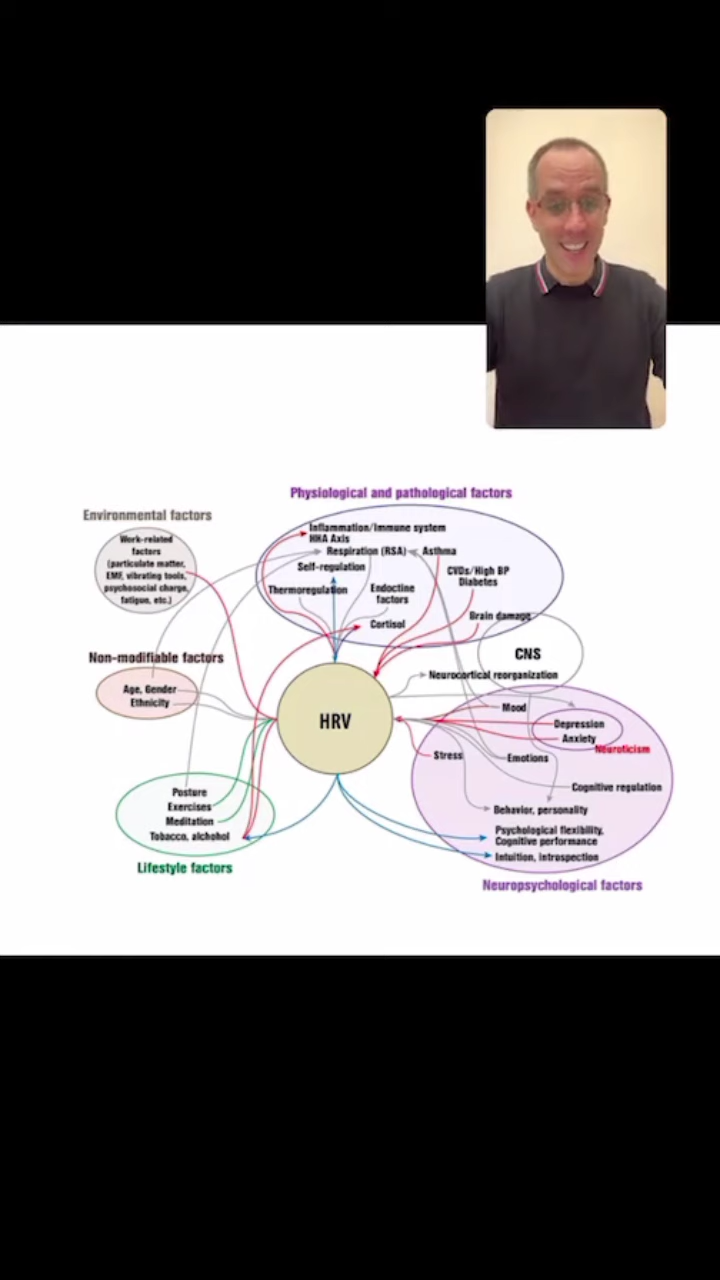 Physiological and pathological factors
Environmental factors
Work-related
factors
(particulate matter,
EMF, vibrating tools,
psychosocial charge,
fatigue, etc.)
Inflammation/Immune system
HHA Axis
Respiration (RSA)
Asthma
Self-regulation
CVDs/High BP
Diabetes
Thermoregulation
Endoctine
factors
Cortisol
Brain damage
CNS
Non-modifiable factors
Age, Gender
Ethnicity
Neurocortical reorganization
HRV
Mood
Depression
Anxiety
Neuroticism
Stress
Emotions
Cognitive regulation
Behavior, personality
Psychological flexibility,
Cognitive performance
Intuition, introspection
Neuropsychological factors
Posture
Exercises
Meditation
Tobacco, alchohol
Lifestyle factors